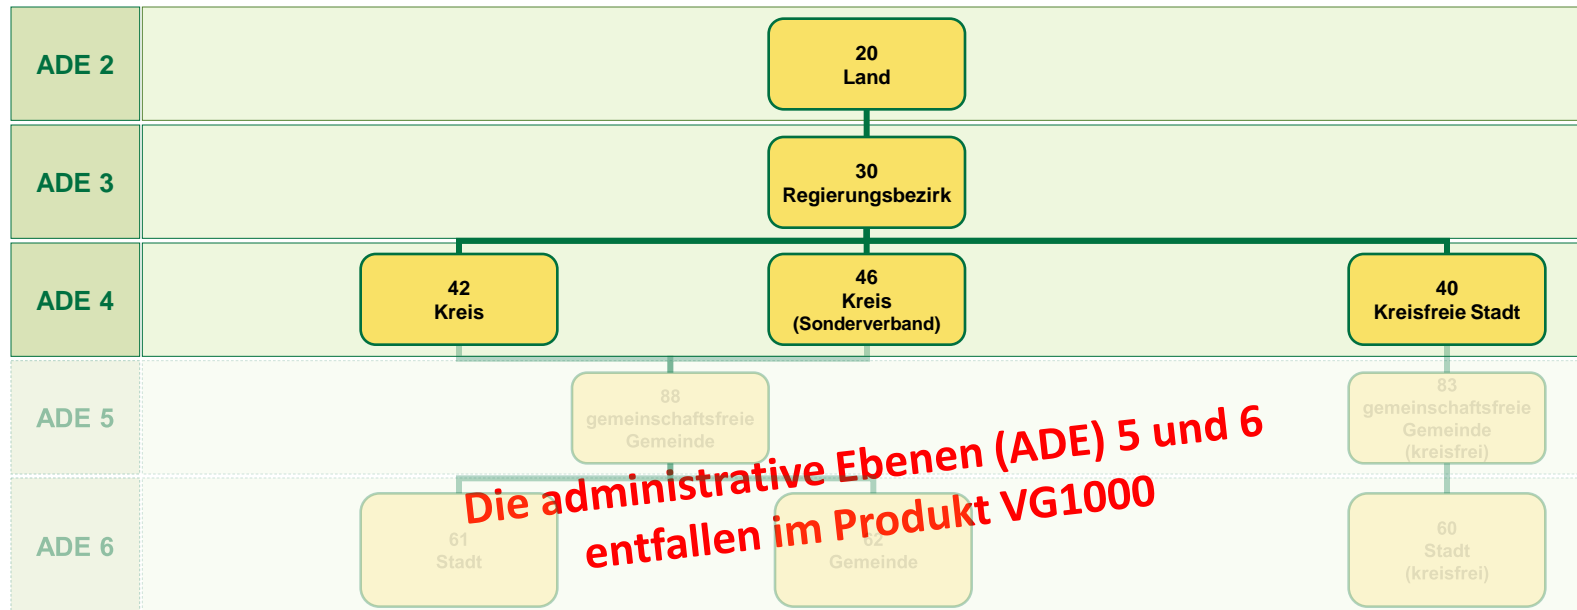 ADE 2
20
Land
ADE 3
30
Regierungsbezirk
ADE 4
42
Kreis
46
Kreis
(Sonderverband)
40
Kreisfreie Stadt
ADE 5
88
gemeinschaftsfreie
Gemeinde
83
gemeinschaftsfreie
Gemeinde
(kreisfrei)
Die administrative Ebenen (ADE) 5 und 6
entfallen im Produkt VG1000
ADE 6
61
Stadt
62
Gemeinde
60
Stadt
(kreisfrei)